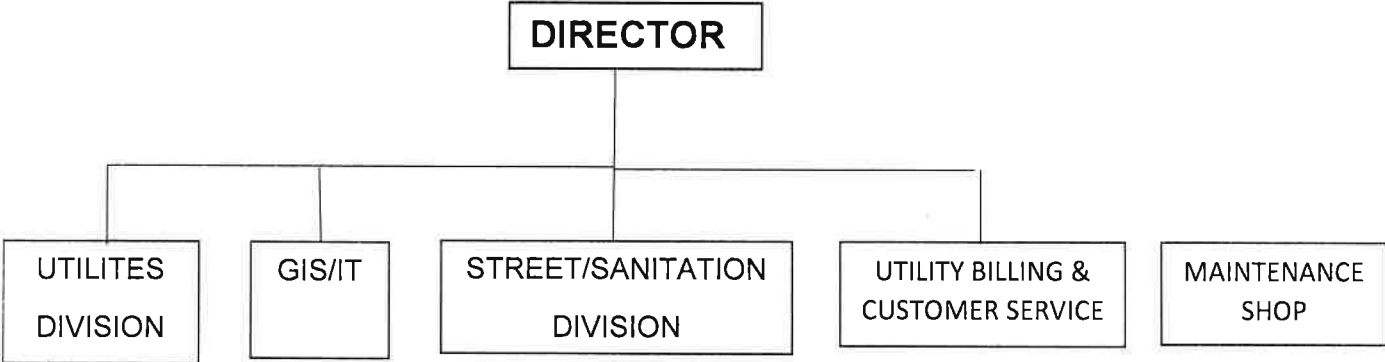 DIRECTOR
UTILITES
DIVISION
GIS/IT
STREET/SANITATION
DIVISION
UTILITY BILLING &
CUSTOMER SERVICE
MAINTENANCE
SHOP